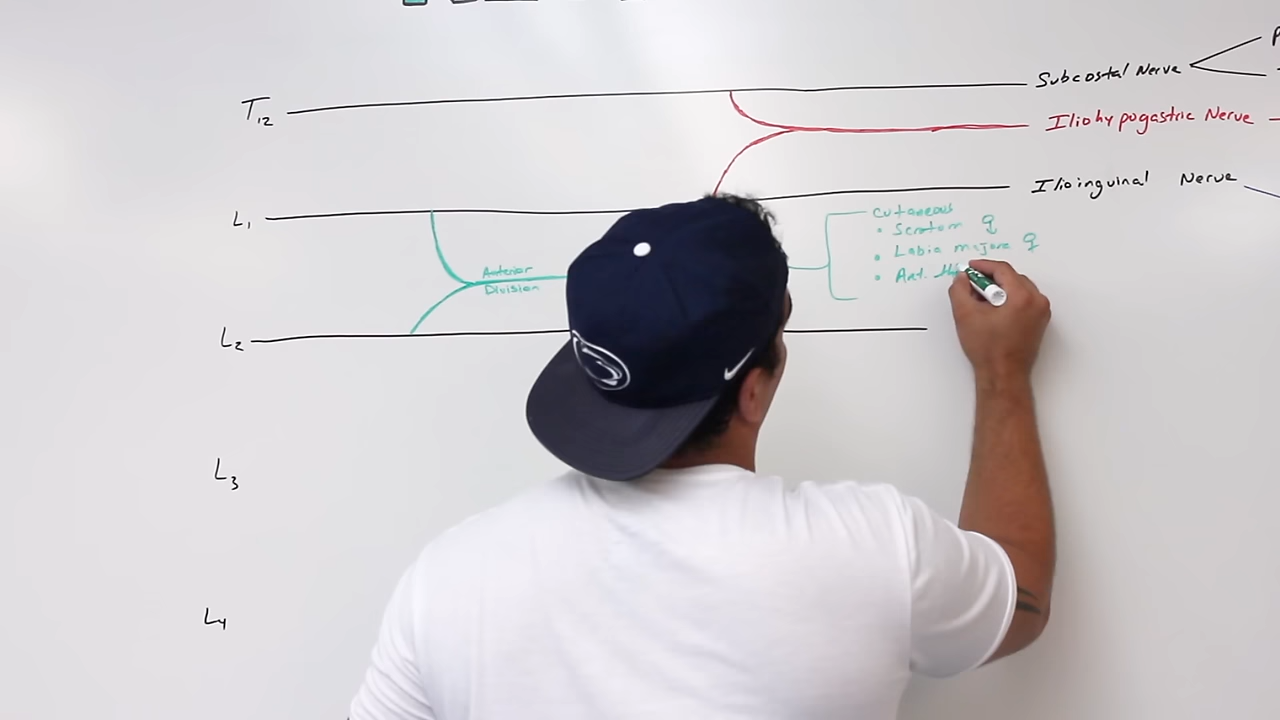 T12
Subcostal Nerve
Iliohypogastric Nerve
Ilioinguinal Nerve
L1
Cutaneous
• Scrotum ♀
• Labia majora ♀
• Ant.
Anterior
Division
L2
L3
L4